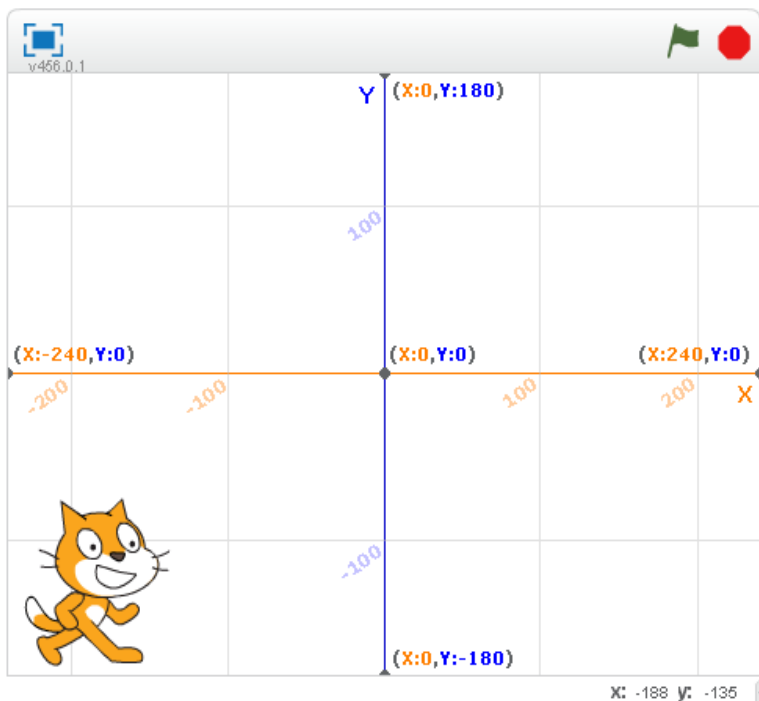 v456.0.1
Y (X:0,Y:180)
100
(X:-240,Y:0) (X:0,Y:0) (X:240,Y:0)
-200 -100 100 200 X
-100
(X:0,Y:-180)
X: -188 y: -135